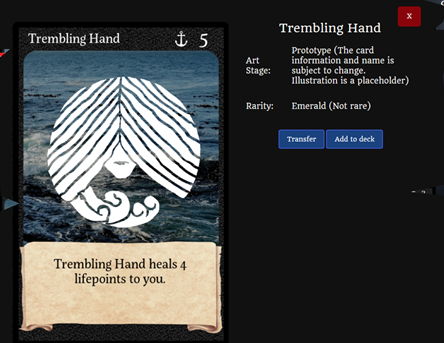 Trembling Hand 5
Trembling Hand heals 4
lifepoints to you.
x
Trembling Hand
Art
Stage:
Prototype (The card
information and name is
subject to change.
Illustration is a placeholder)
Rarity:
Emerald (Not rare)
Transfer
Add to deck